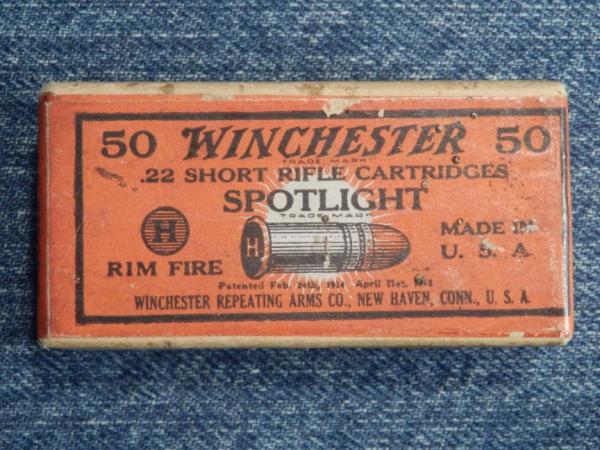 50 WINCHESTER 50
TRADE MARK
.22 SHORT RIFLE CARTRIDGES
SPOTLIGHT
TRADE MARK
H
H
MADE IN
U. S. A.
RIM FIRE
Patented Feb. 24th, 1914 April 21st,
WINCHESTER REPEATING ARMS CO., NEW HAVEN, CONN., U. S. A.